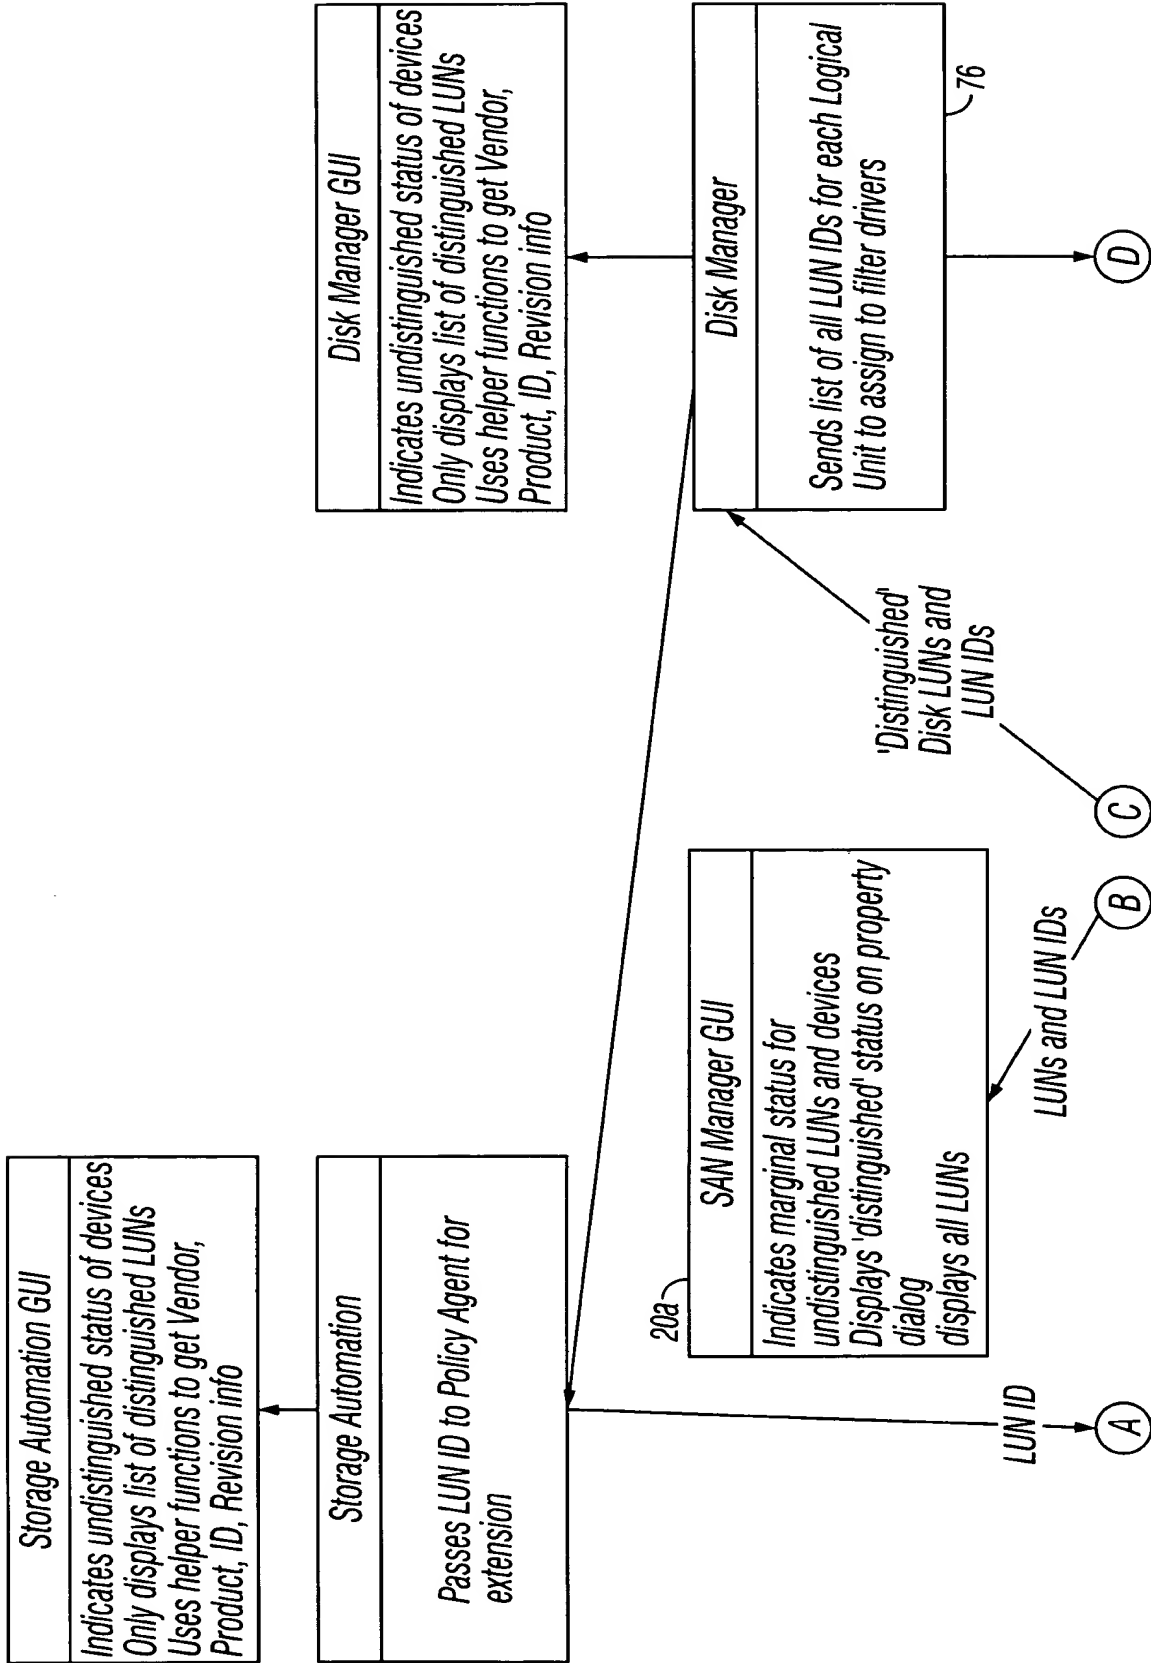 Storage Automation GUI
Indicates undistinguished status of devices
Only displays list of distinguished LUNs
Uses helper functions to get Vendor,
Product, ID, Revision info
Storage Automation
Passes LUN ID to Policy Agent for
extension
Disk Manager GUI
Indicates undistinguished status of devices
Only displays list of distinguished LUNs
Uses helper functions to get Vendor,
Product, ID, Revision info
20a
SAN Manager GUI
Indicates marginal status for
undistinguished LUNs and devices
Displays 'distinguished' status on property
dialog
displays all LUNs
Disk Manager
Sends list of all LUN IDs for each Logical
Unit to assign to filter drivers
76
'Distinguished'
Disk LUNs and
LUN IDs
LUN ID
LUNs and LUN IDs
A
B
C
D